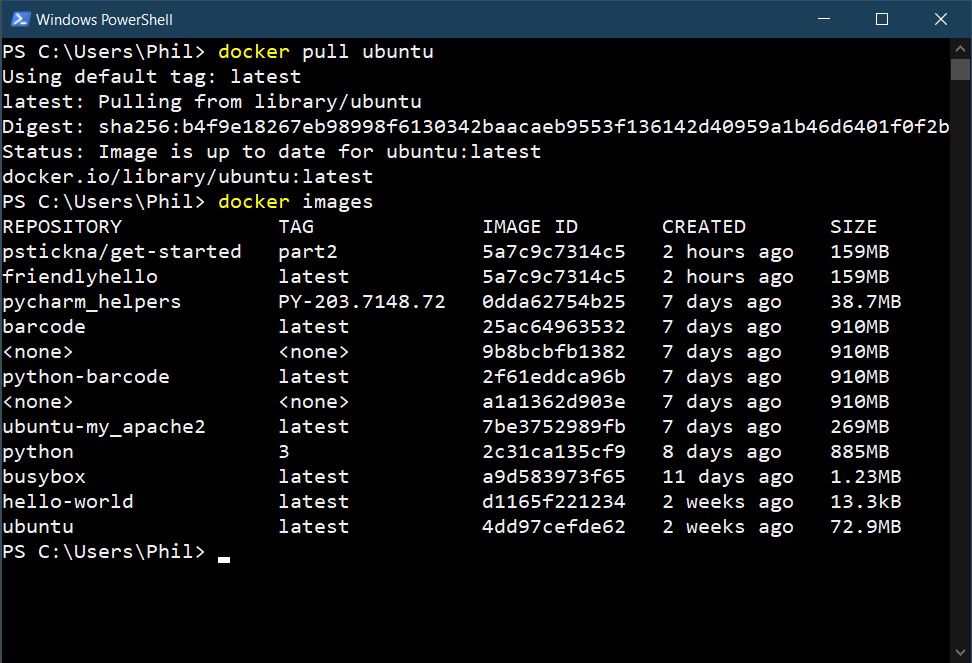 Windows PowerShell
PS C:\Users\Phil> docker pull ubuntu
Using default tag: latest
latest: Pulling from library/ubuntu
Digest: sha256:b4f9e18267eb98998f6130342baacaeb9553f136142d40959a1b46d6401f0f2b
Status: Image is up to date for ubuntu:latest
docker.io/library/ubuntu:latest
PS C:\Users\Phil> docker images
REPOSITORY             TAG              IMAGE ID       CREATED       SIZE
pstickna/get-started   part2            5a7c9c7314c5   2 hours ago   159MB
friendlyhello          latest           5a7c9c7314c5   2 hours ago   159MB
pycharm_helpers        PY-203.7148.72   0dda62754b25   7 days ago    38.7MB
barcode                latest           25ac64963532   7 days ago    910MB
<none>                 <none>           9b8bcbfb1382   7 days ago    910MB
python-barcode         latest           2f61eddca96b   7 days ago    910MB
<none>                 <none>           a1a1362d903e   7 days ago    910MB
ubuntu-my_apache2      latest           7be3752989fb   7 days ago    269MB
python                 3                2c31ca135cf9   8 days ago    885MB
busybox                latest           a9d583973f65   11 days ago   1.23MB
hello-world            latest           d1165f221234   2 weeks ago   13.3kB
ubuntu                 latest           4dd97cefde62   2 weeks ago   72.9MB
PS C:\Users\Phil>